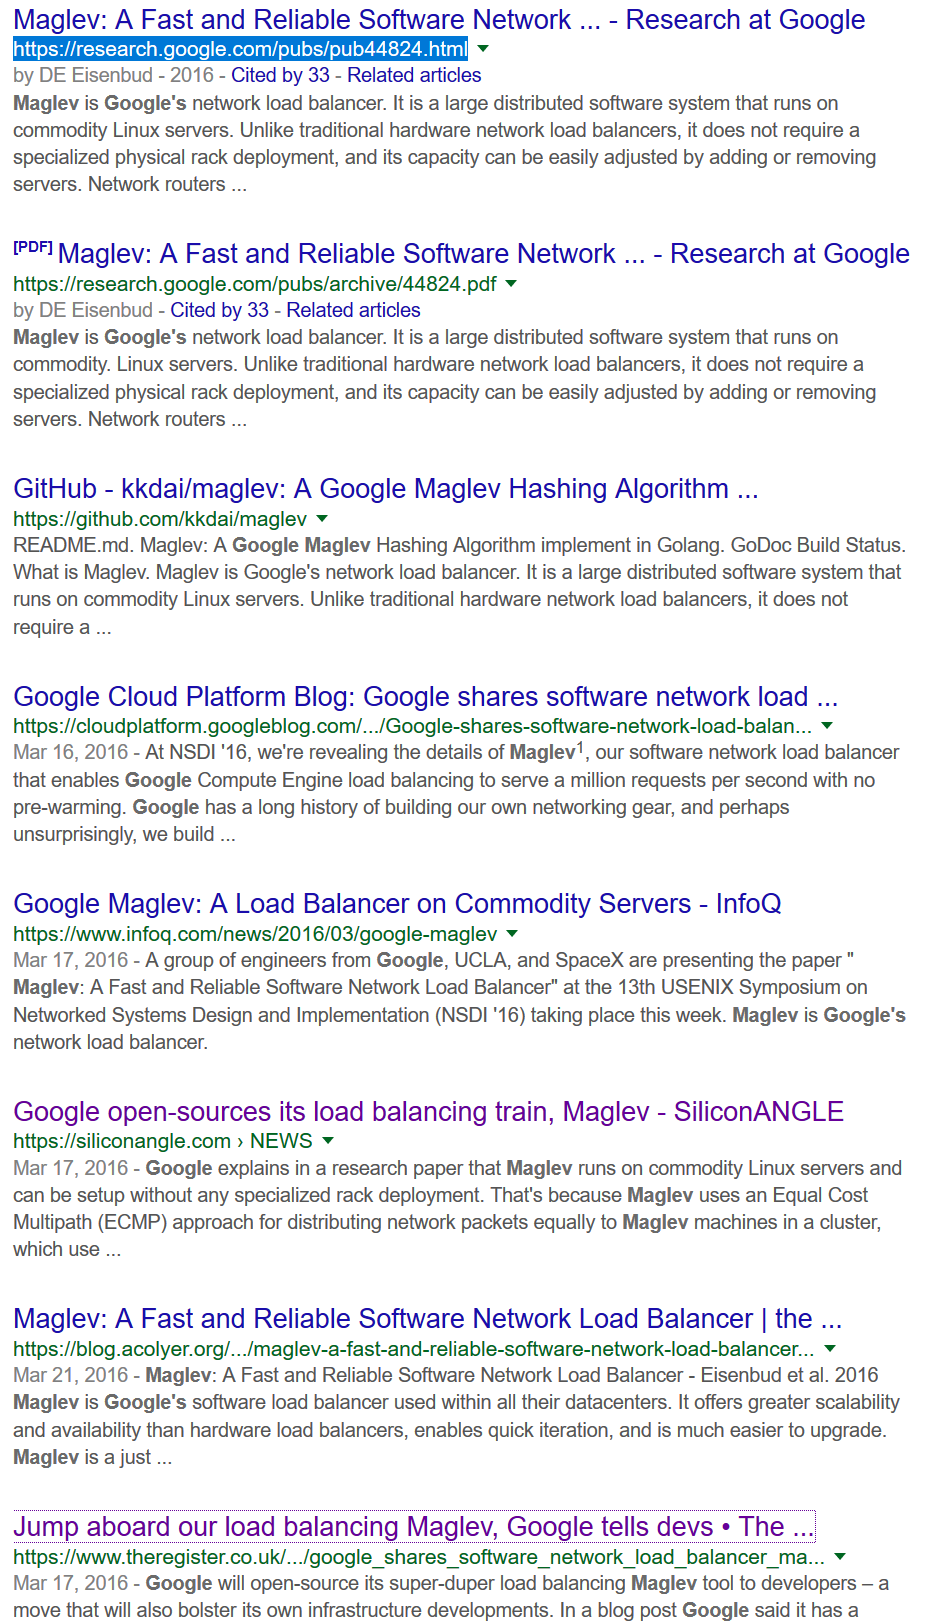 Maglev: A Fast and Reliable Software Network ... - Research at Google
https://research.google.com/pubs/pub44824.html
by DE Eisenbud - 2016 - Cited by 33 - Related articles
Maglev is Google's network load balancer. It is a large distributed software system that runs on
commodity Linux servers. Unlike traditional hardware network load balancers, it does not require a
specialized physical rack deployment, and its capacity can be easily adjusted by adding or removing
servers. Network routers ...
[PDF] Maglev: A Fast and Reliable Software Network ... - Research at Google
https://research.google.com/pubs/archive/44824.pdf
by DE Eisenbud - Cited by 33 - Related articles
Maglev is Google's network load balancer. It is a large distributed software system that runs on
commodity. Linux servers. Unlike traditional hardware network load balancers, it does not require a
specialized physical rack deployment, and its capacity can be easily adjusted by adding or removing
servers. Network routers ...
GitHub - kkdai/maglev: A Google Maglev Hashing Algorithm ...
https://github.com/kkdai/maglev
README.md. Maglev: A Google Maglev Hashing Algorithm implement in Golang. GoDoc Build Status.
What is Maglev. Maglev is Google's network load balancer. It is a large distributed software system that
runs on commodity Linux servers. Unlike traditional hardware network load balancers, it does not
require a ...
Google Cloud Platform Blog: Google shares software network load ...
https://cloudplatform.googleblog.com/.../Google-shares-software-network-load-balan...
Mar 16, 2016 - At NSDI '16, we're revealing the details of Maglev1, our software network load balancer
that enables Google Compute Engine load balancing to serve a million requests per second with no
pre-warming. Google has a long history of building our own networking gear, and perhaps
unsurprisingly, we build ...
Google Maglev: A Load Balancer on Commodity Servers - InfoQ
https://www.infoq.com/news/2016/03/google-maglev
Mar 17, 2016 - A group of engineers from Google, UCLA, and SpaceX are presenting the paper "
Maglev: A Fast and Reliable Software Network Load Balancer" at the 13th USENIX Symposium on
Networked Systems Design and Implementation (NSDI '16) taking place this week. Maglev is Google's
network load balancer.
Google open-sources its load balancing train, Maglev - SiliconANGLE
https://siliconangle.com › NEWS
Mar 17, 2016 - Google explains in a research paper that Maglev runs on commodity Linux servers and
can be setup without any specialized rack deployment. That's because Maglev uses an Equal Cost
Multipath (ECMP) approach for distributing network packets equally to Maglev machines in a cluster,
which use ...
Maglev: A Fast and Reliable Software Network Load Balancer | the ...
https://blog.acolyer.org/.../maglev-a-fast-and-reliable-software-network-load-balancer...
Mar 21, 2016 - Maglev: A Fast and Reliable Software Network Load Balancer - Eisenbud et al. 2016
Maglev is Google's software load balancer used within all their datacenters. It offers greater scalability
and availability than hardware load balancers, enables quick iteration, and is much easier to upgrade.
Maglev is a just ...
Jump aboard our load balancing Maglev, Google tells devs • The ...
https://www.theregister.co.uk/.../google_shares_software_network_load_balancer_ma...
Mar 17, 2016 - Google will open-source its super-duper load balancing Maglev tool to developers – a
move that will also bolster its own infrastructure developments. In a blog post Google said it has a